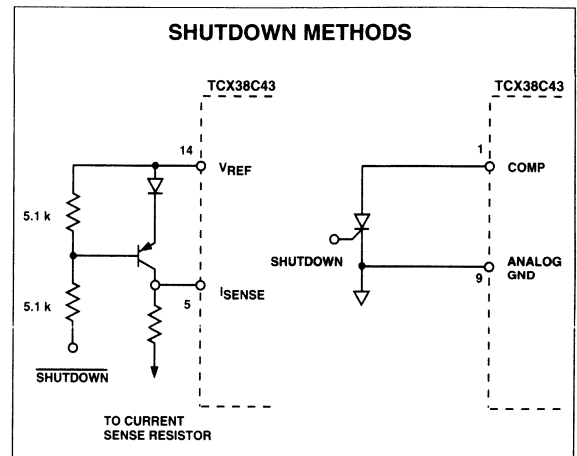 SHUTDOWN METHODS
TCX38C43
14
VREF
5.1 k
5.1 k
SHUTDOWN
5
ISENSE
TO CURRENT
SENSE RESISTOR
TCX38C43
1
COMP
SHUTDOWN
ANALOG
GND
9